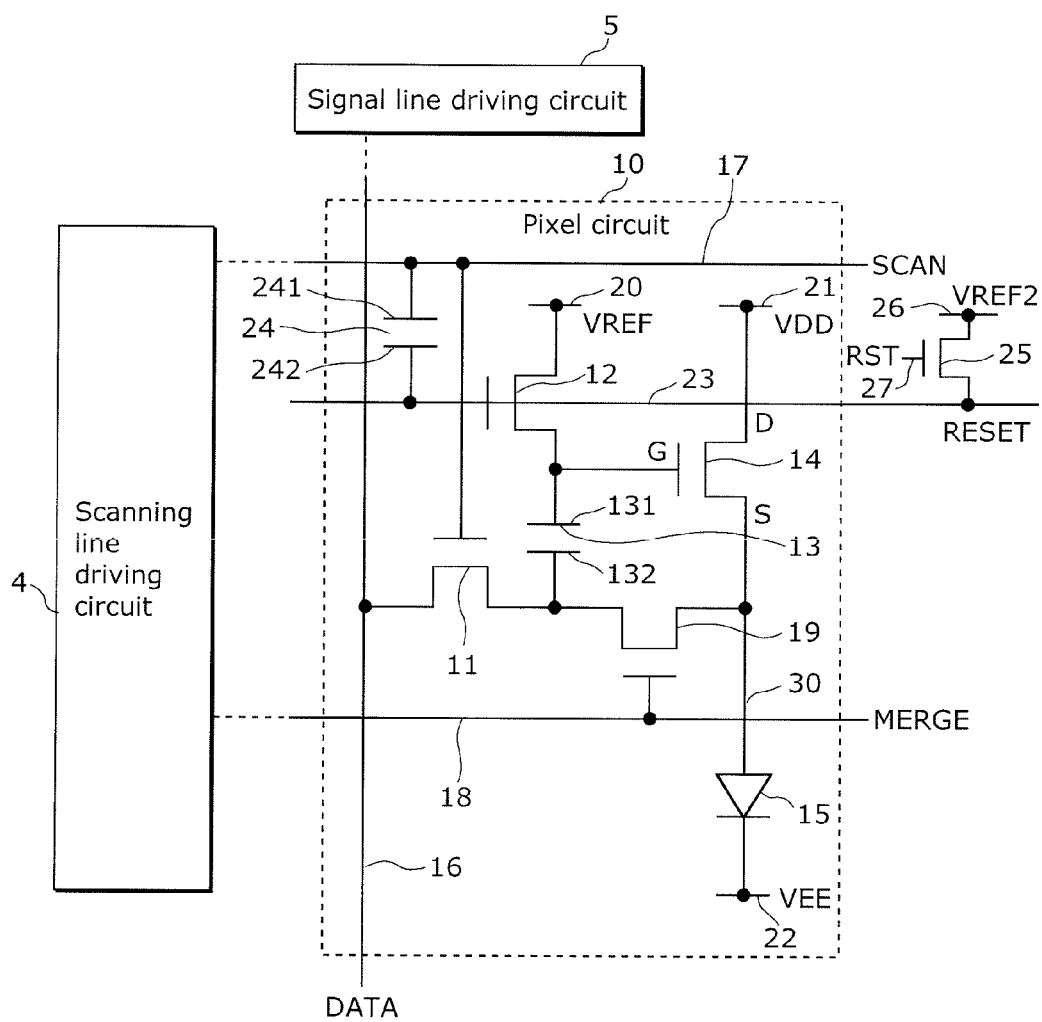 5
Signal line driving circuit
10
17
Pixel circuit
SCAN
241
24
242
20
VREF
21
VDD
26
VREF2
RST
27
25
12
23
RESET
D
G
14
S
131
13
132
Scanning
line
driving
circuit
4
11
19
30
MERGE
18
15
16
VEE
22
DATA